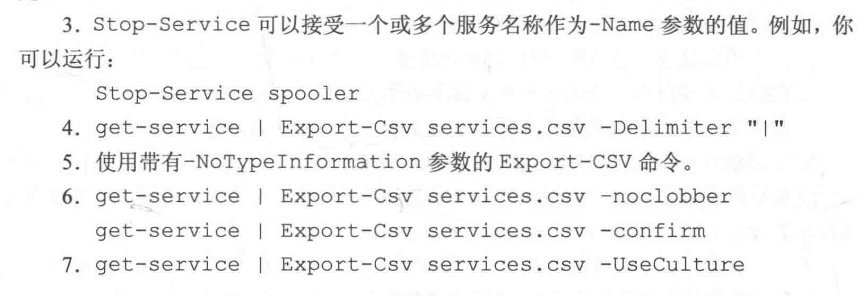 3. Stop-Service 可以接受一个或多个服务名称作为-Name 参数的值。例如，你
可以运行：
Stop-Service spooler
4. get-service | Export-Csv services.csv -Delimiter "|"
5. 使用带有-NoTypeInformation 参数的 Export-CSV 命令。
6. get-service | Export-Csv services.csv -noclobber
get-service | Export-Csv services.csv -confirm
7. get-service | Export-Csv services.csv -UseCulture